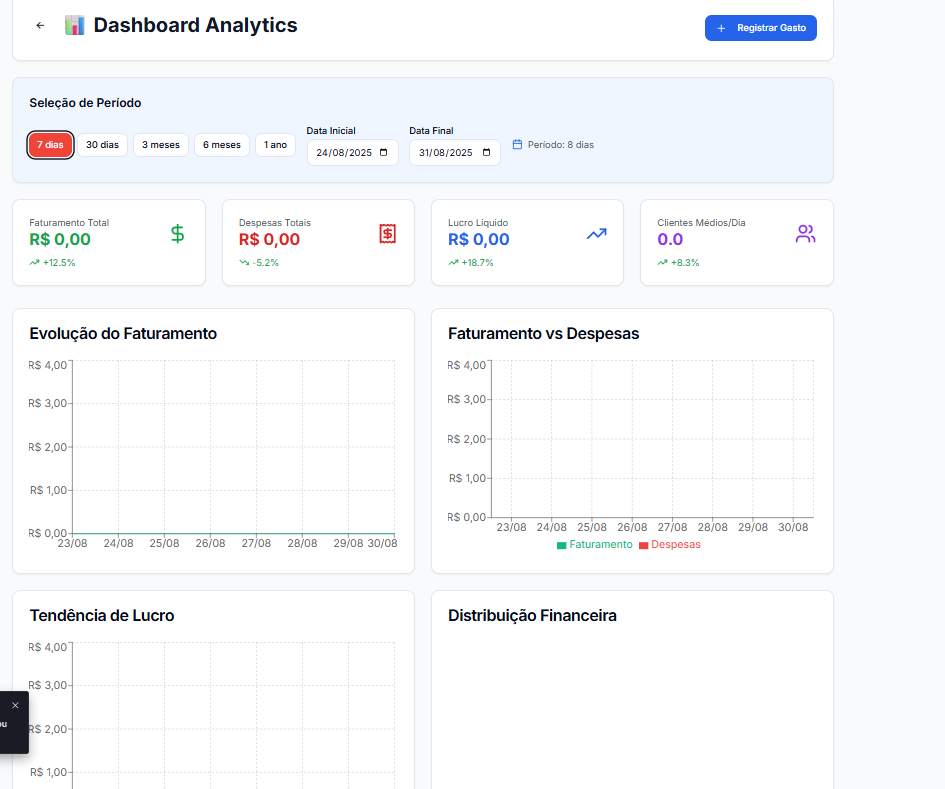 Dashboard Analytics
Registrar Gasto
Seleção de Período
7 dias
30 dias
3 meses
6 meses
1 ano
Data Inicial
24/08/2025
Data Final
31/08/2025
Período: 8 dias
Faturamento Total
R$ 0,00
+12.5%
Despesas Totais
R$ 0,00
-5.2%
Lucro Líquido
R$ 0,00
+18.7%
Clientes Médios/Dia
0.0
+8.3%
Evolução do Faturamento
R$ 4,00
R$ 3,00
R$ 2,00
R$ 1,00
R$ 0,00
23/08 24/08 25/08 26/08 27/08 28/08 29/08 30/08
Faturamento vs Despesas
R$ 4,00
R$ 3,00
R$ 2,00
R$ 1,00
R$ 0,00
23/08 24/08 25/08 26/08 27/08 28/08 29/08 30/08
Faturamento Despesas
Tendência de Lucro
R$ 4,00
R$ 3,00
R$ 2,00
R$ 1,00
Distribuição Financeira